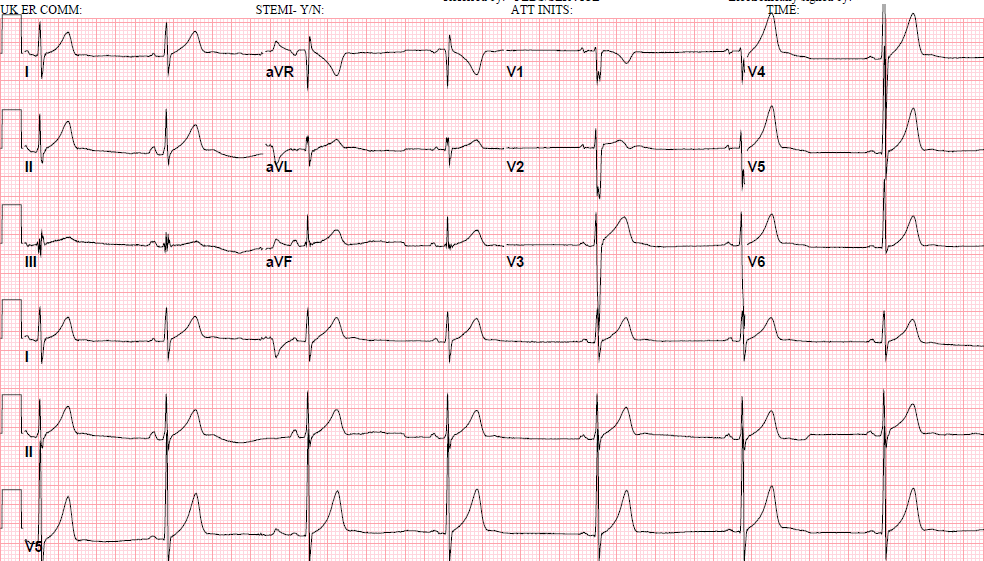 UK ER COMM: STEMI- Y/N: ATT INITS: TIME:
I aVR V1 V4
II aVL V2 V5
III aVF V3 V6
I
II
V5